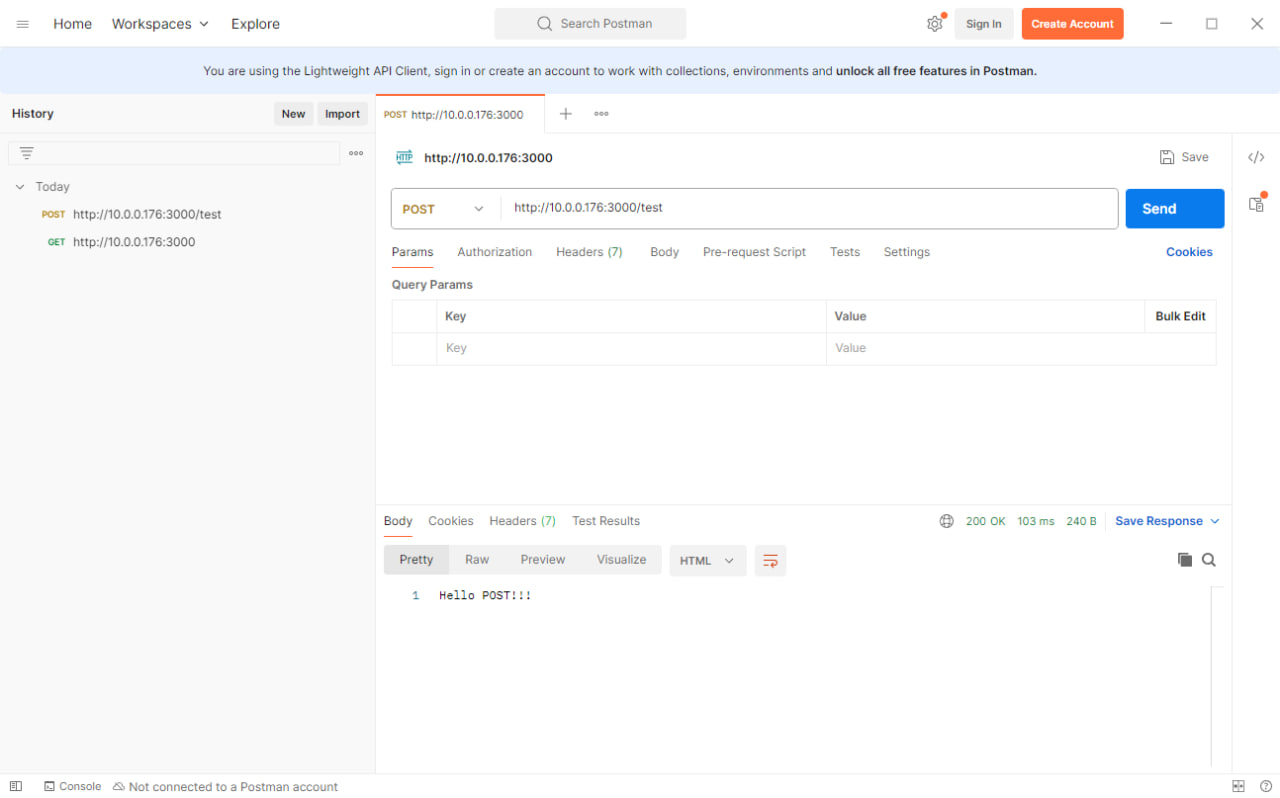 Home Workspaces Explore Search Postman Sign In Create Account
You are using the Lightweight API Client, sign in or create an account to work with collections, environments and unlock all free features in Postman.
History New Import
Today
POST http://10.0.0.176:3000/test
GET http://10.0.0.176:3000
POST http://10.0.0.176:3000
HTTP http://10.0.0.176:3000 Save
POST http://10.0.0.176:3000/test Send
Params Authorization Headers (7) Body Pre-request Script Tests Settings Cookies
Query Params
Key Value Bulk Edit
Key Value
Body Cookies Headers (7) Test Results 200 OK 103 ms 240 B Save Response
Pretty Raw Preview Visualize HTML
1 Hello POST!!!
Console Not connected to a Postman account